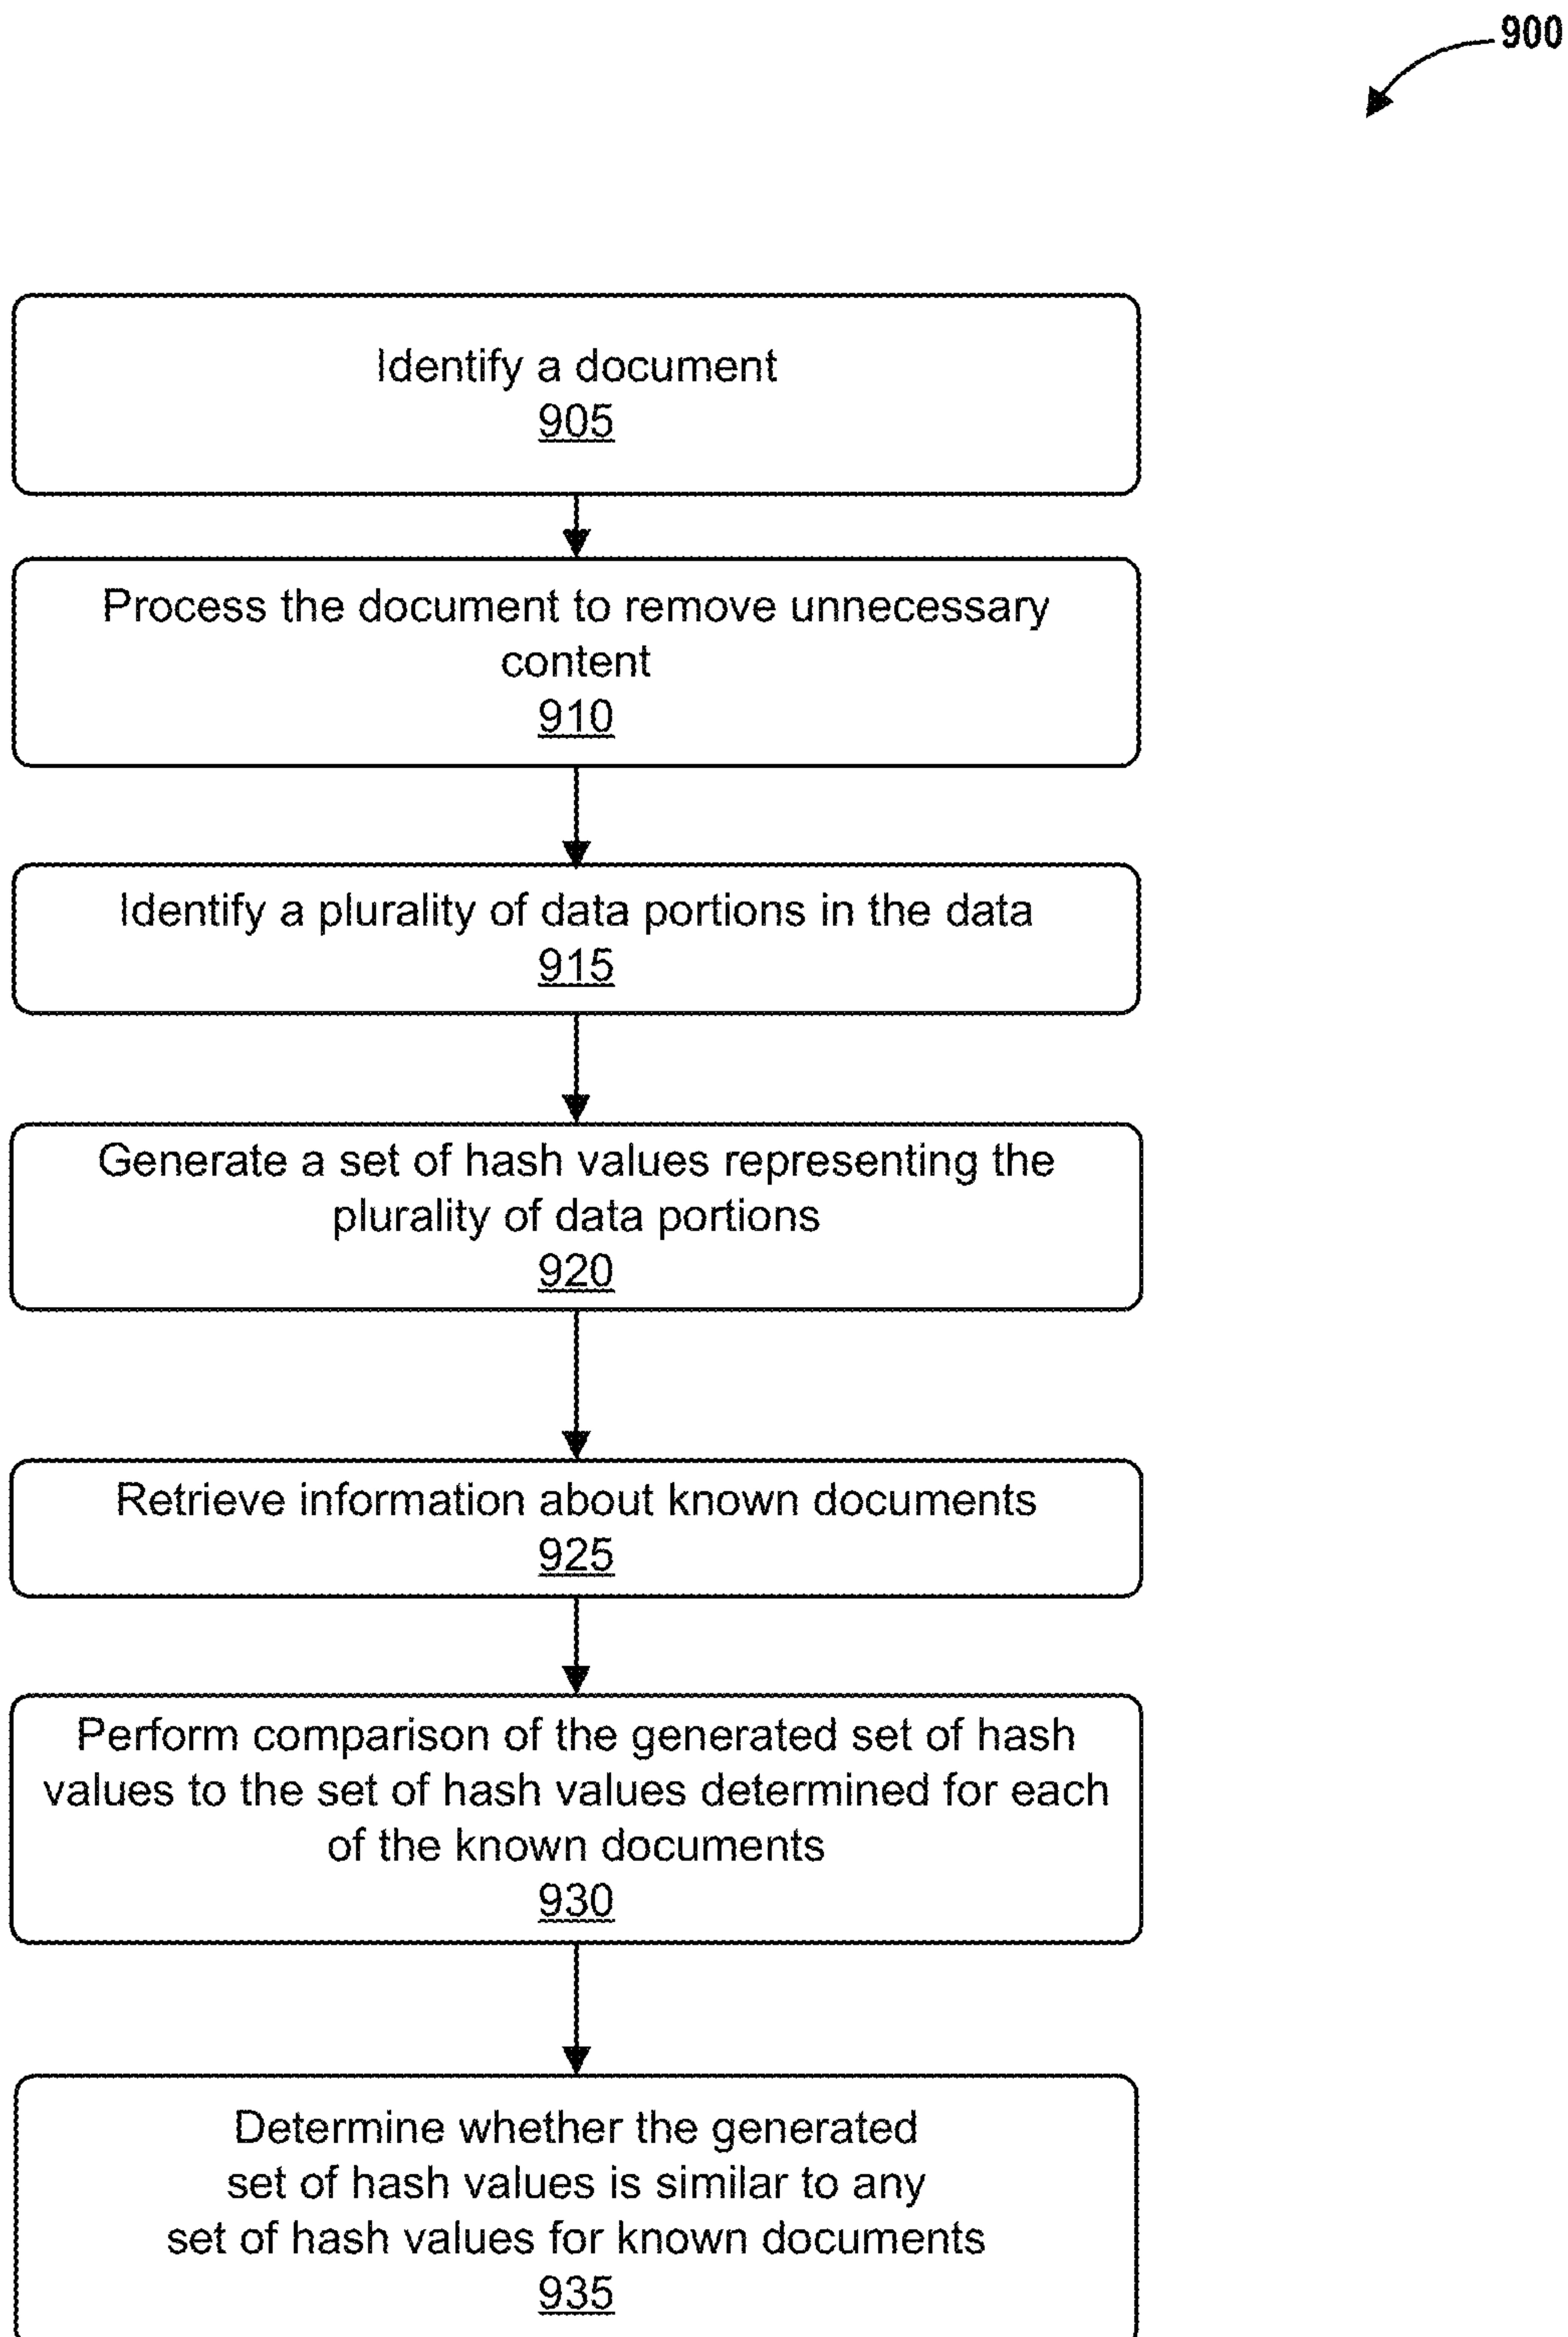 900
Identify a document
905
Process the document to remove unnecessary
content
910
Identify a plurality of data portions in the data
915
Generate a set of hash values representing the
plurality of data portions
920
Retrieve information about known documents
925
Perform comparison of the generated set of hash
values to the set of hash values determined for each
of the known documents
930
Determine whether the generated
set of hash values is similar to any
set of hash values for known documents
935